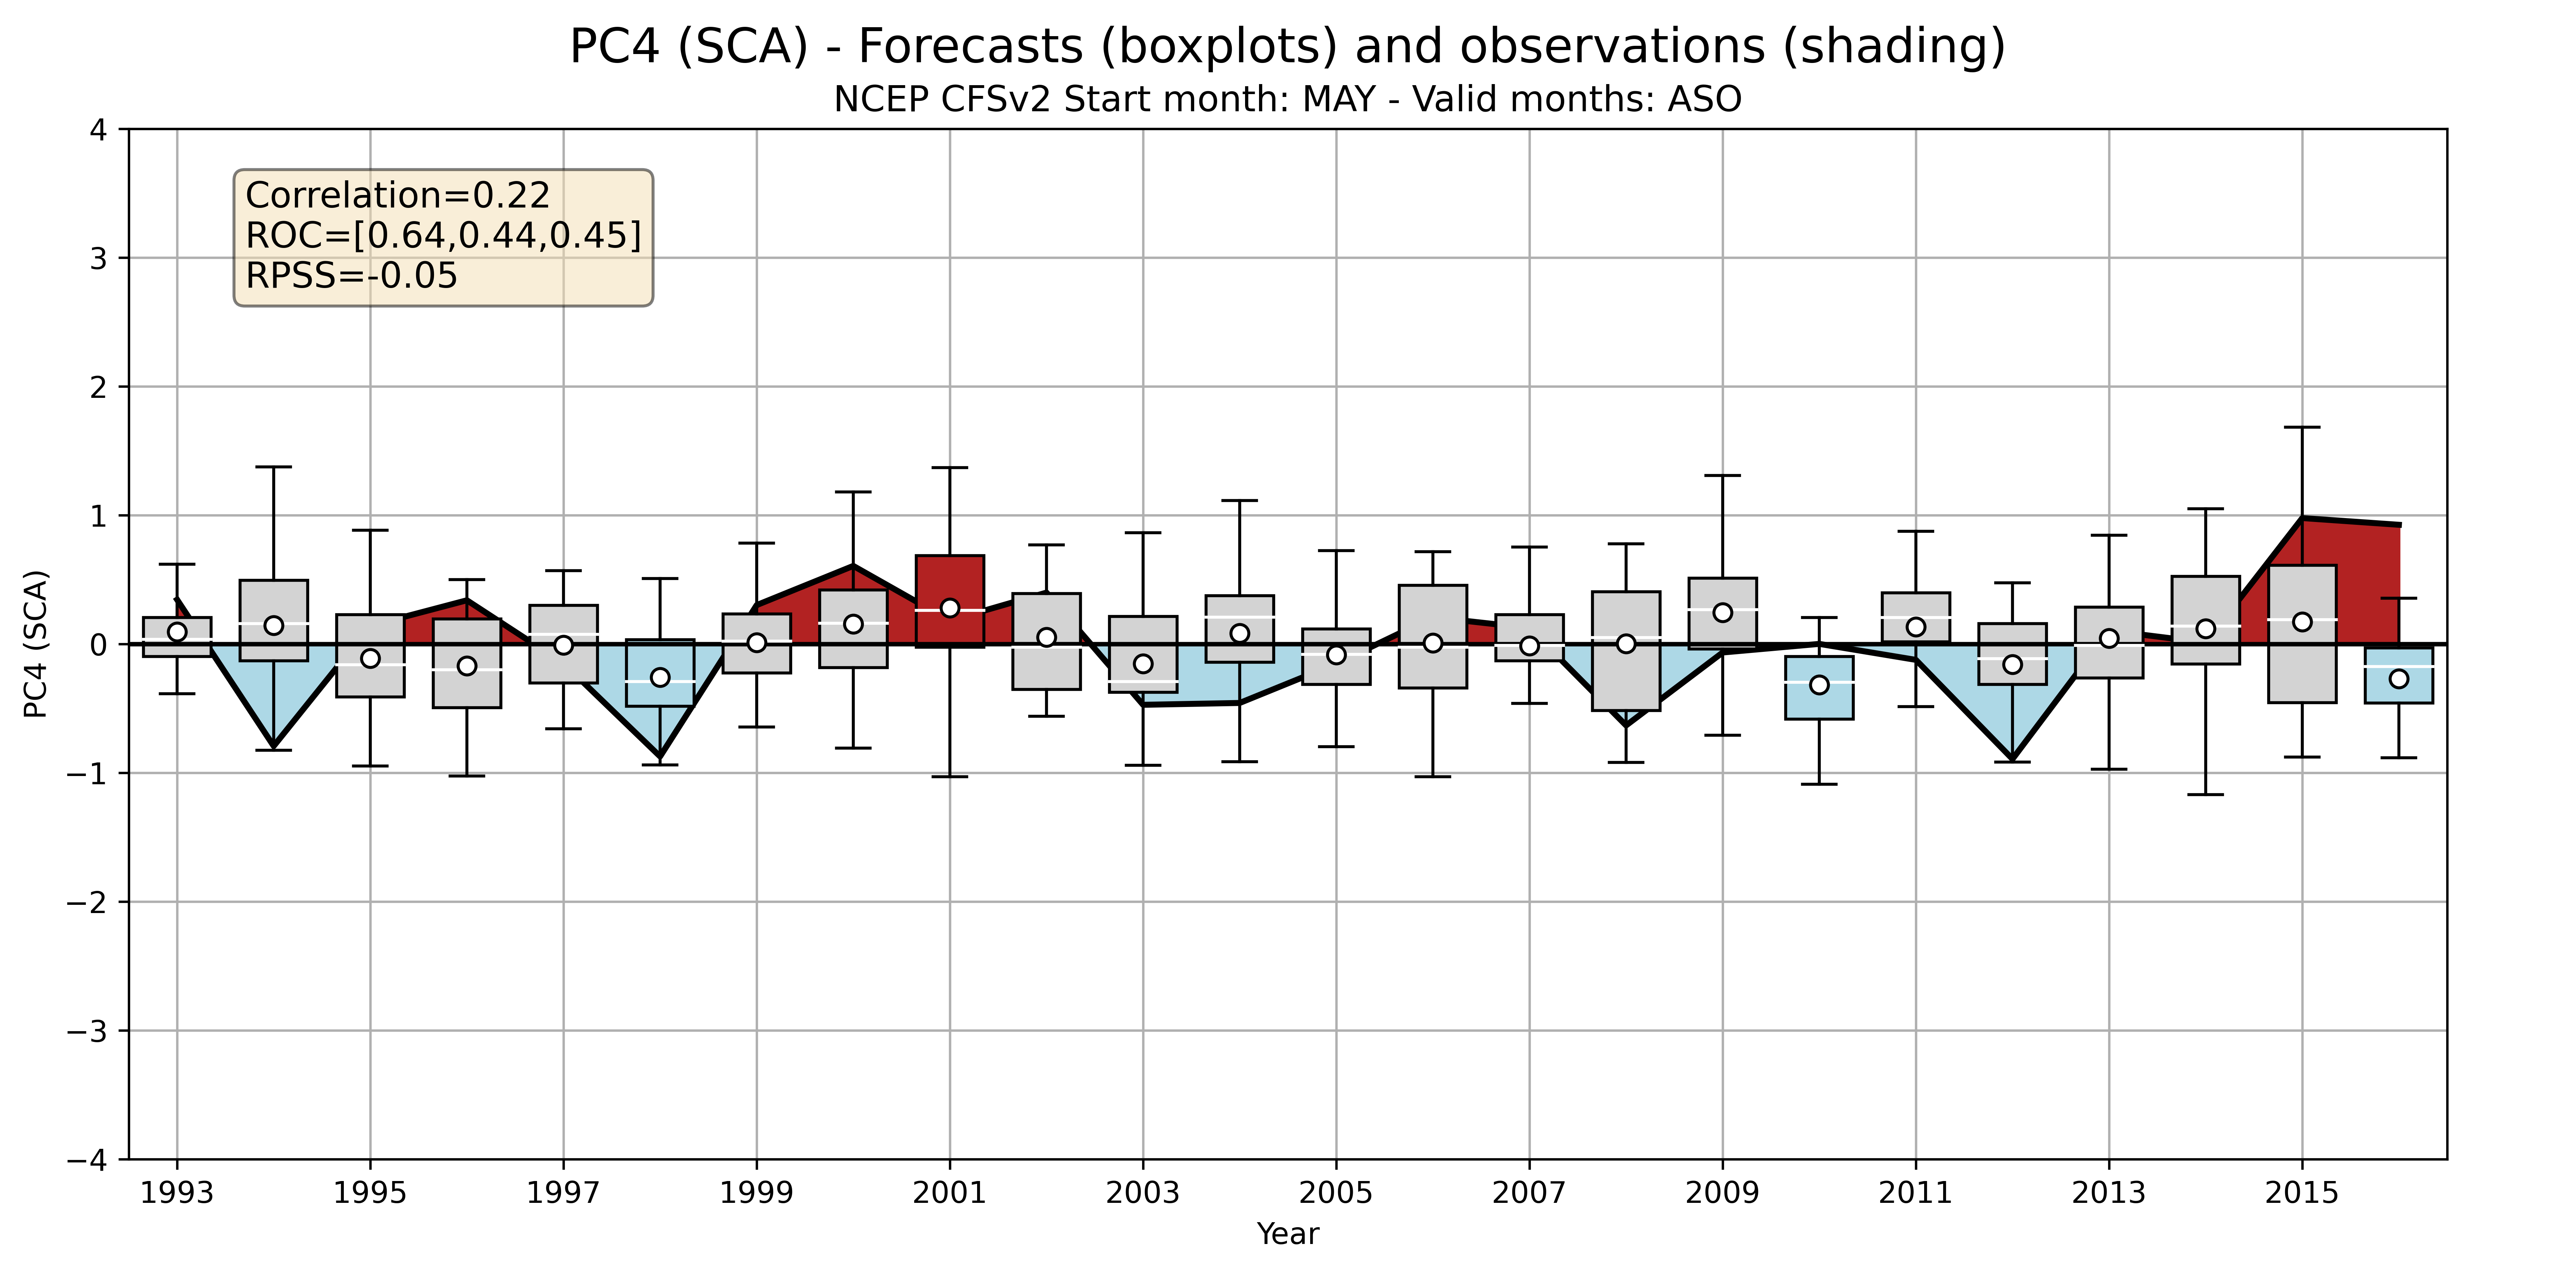 PC4 (SCA) - Forecasts (boxplots) and observations (shading)
NCEP CFSv2 Start month: MAY - Valid months: ASO
Correlation=0.22
ROC=[0.64,0.44,0.45]
RPSS=-0.05
PC4 (SCA)
4
3
2
1
0
−1
−2
−3
−4
1993 1995 1997 1999 2001 2003 2005 2007 2009 2011 2013 2015
Year